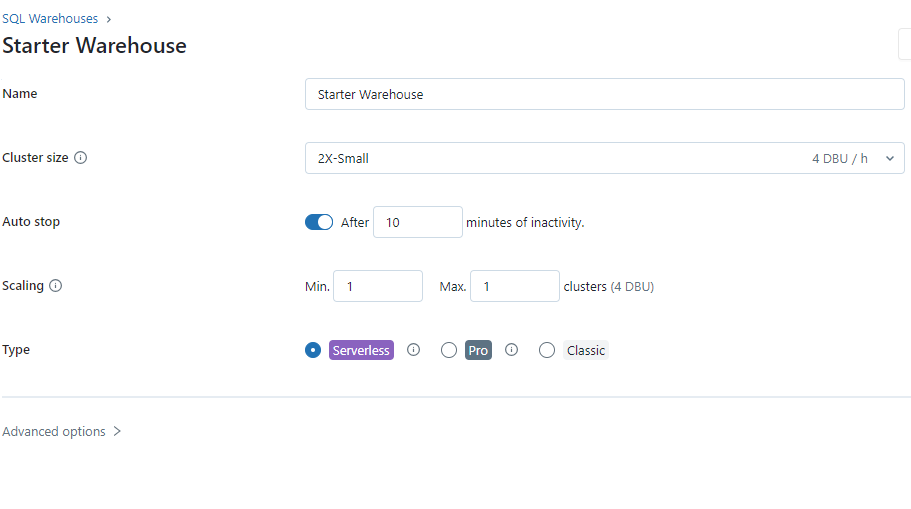 SQL Warehouses
Starter Warehouse
Name
Starter Warehouse
Cluster size
2X-Small 4 DBU / h
Auto stop
After 10 minutes of inactivity.
Scaling
Min. 1 Max. 1 clusters (4 DBU)
Type
Serverless Pro Classic
Advanced options